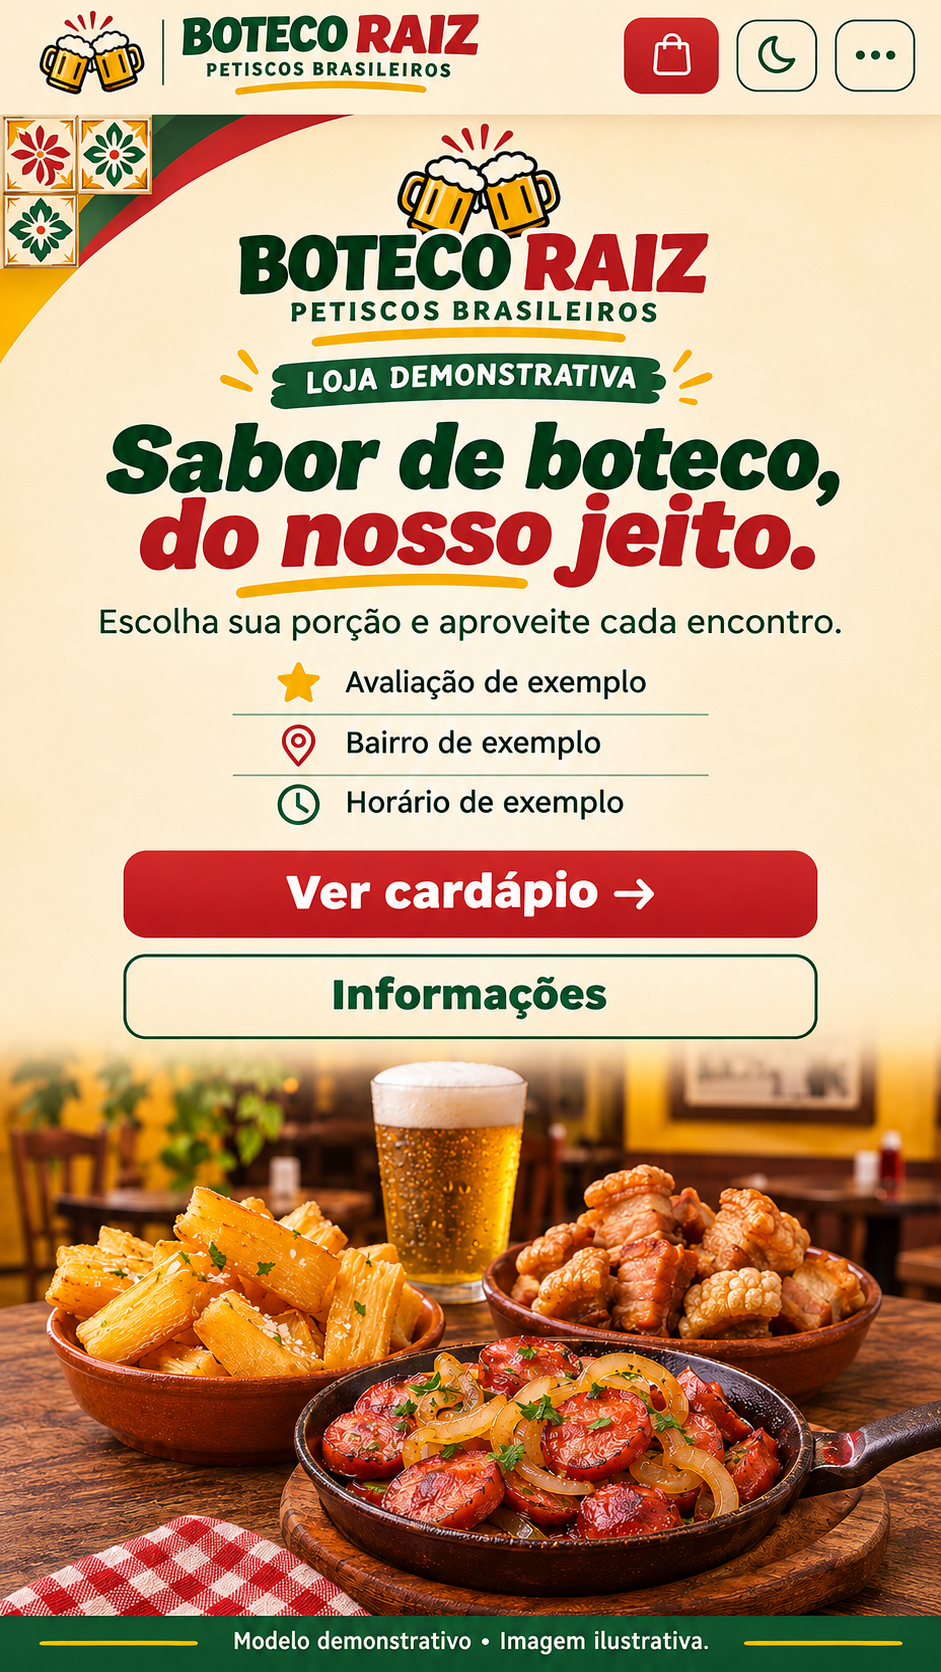 BOTECO RAIZ
PETISCOS BRASILEIROS
BOTECO RAIZ
PETISCOS BRASILEIROS
LOJA DEMONSTRATIVA
Sabor de boteco,
do nosso jeito.
Escolha sua porção e aproveite cada encontro.
Avaliação de exemplo
Bairro de exemplo
Horário de exemplo
Ver cardápio →
Informações
Modelo demonstrativo • Imagem ilustrativa.